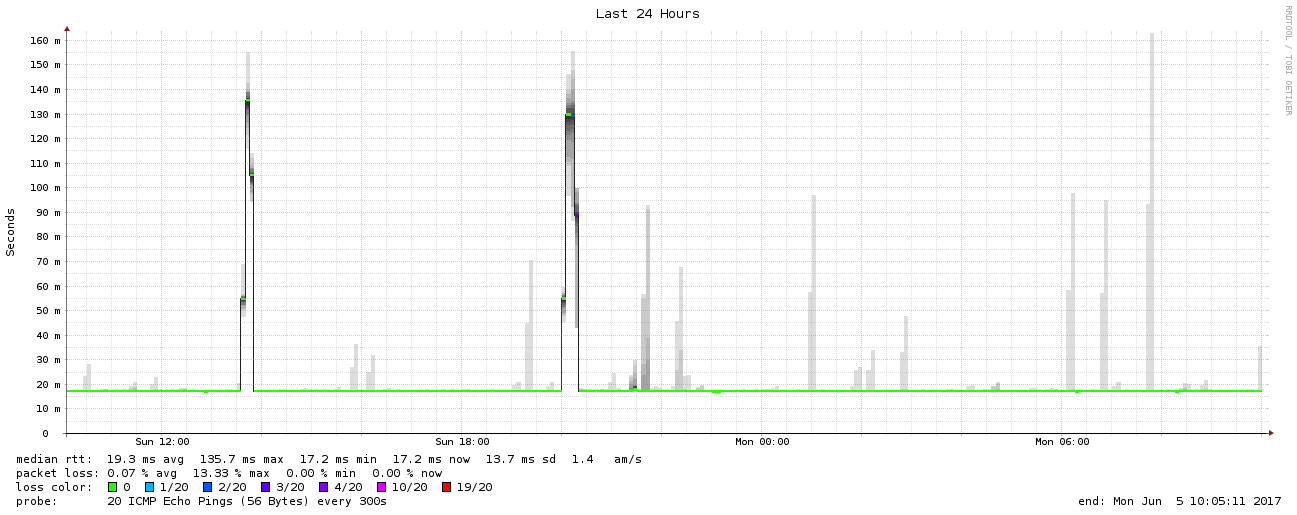 Last 24 Hours
RRDTOOL / TOBI OETIKER
Seconds
160 m
150 m
140 m
130 m
120 m
110 m
100 m
90 m
80 m
70 m
60 m
50 m
40 m
30 m
20 m
10 m
0
Sun 12:00 Sun 18:00 Mon 00:00 Mon 06:00
median rtt: 19.3 ms avg 135.7 ms max 17.2 ms min 17.2 ms now 13.7 ms sd 1.4 am/s
packet loss: 0.07 % avg 13.33 % max 0.00 % min 0.00 % now
loss color: 0 1/20 2/20 3/20 4/20 10/20 19/20
probe: 20 ICMP Echo Pings (56 Bytes) every 300s end: Mon Jun 5 10:05:11 2017